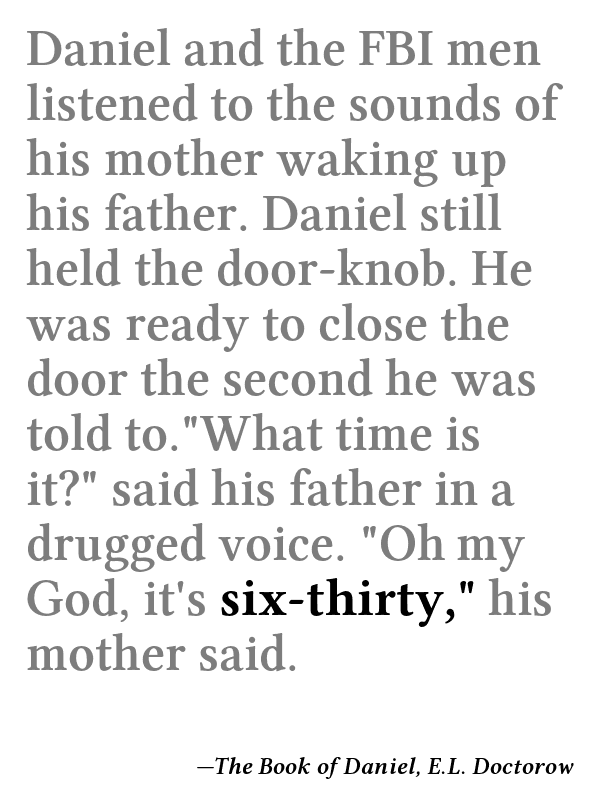 Daniel and the FBI men
listened to the sounds of
his mother waking up
his father. Daniel still
held the door-knob. He
was ready to close the
door the second he was
told to."What time is
it?" said his father in a
drugged voice. "Oh my
God, it's six-thirty," his
mother said.
—The Book of Daniel, E.L. Doctorow